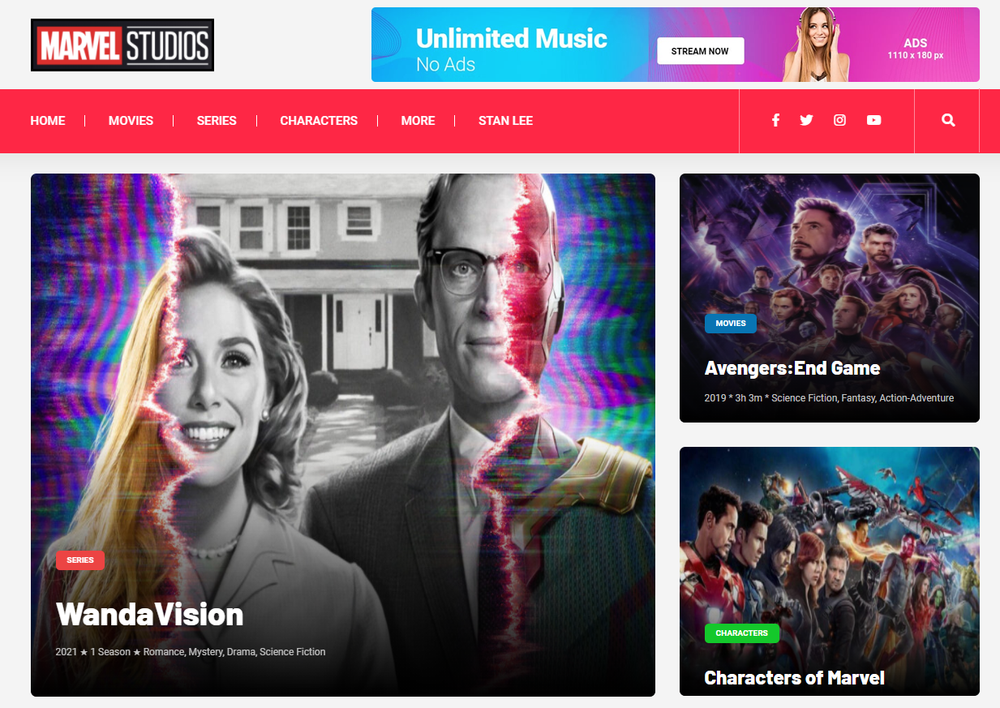 MARVEL STUDIOS
Unlimited Music
No Ads
STREAM NOW
ADS
1110 x 180 px
HOME
MOVIES
SERIES
CHARACTERS
MORE
STAN LEE
SERIES
WandaVision
2021 ★ 1 Season ★ Romance, Mystery, Drama, Science Fiction
MOVIES
Avengers:End Game
2019 * 3h 3m * Science Fiction, Fantasy, Action-Adventure
CHARACTERS
Characters of Marvel